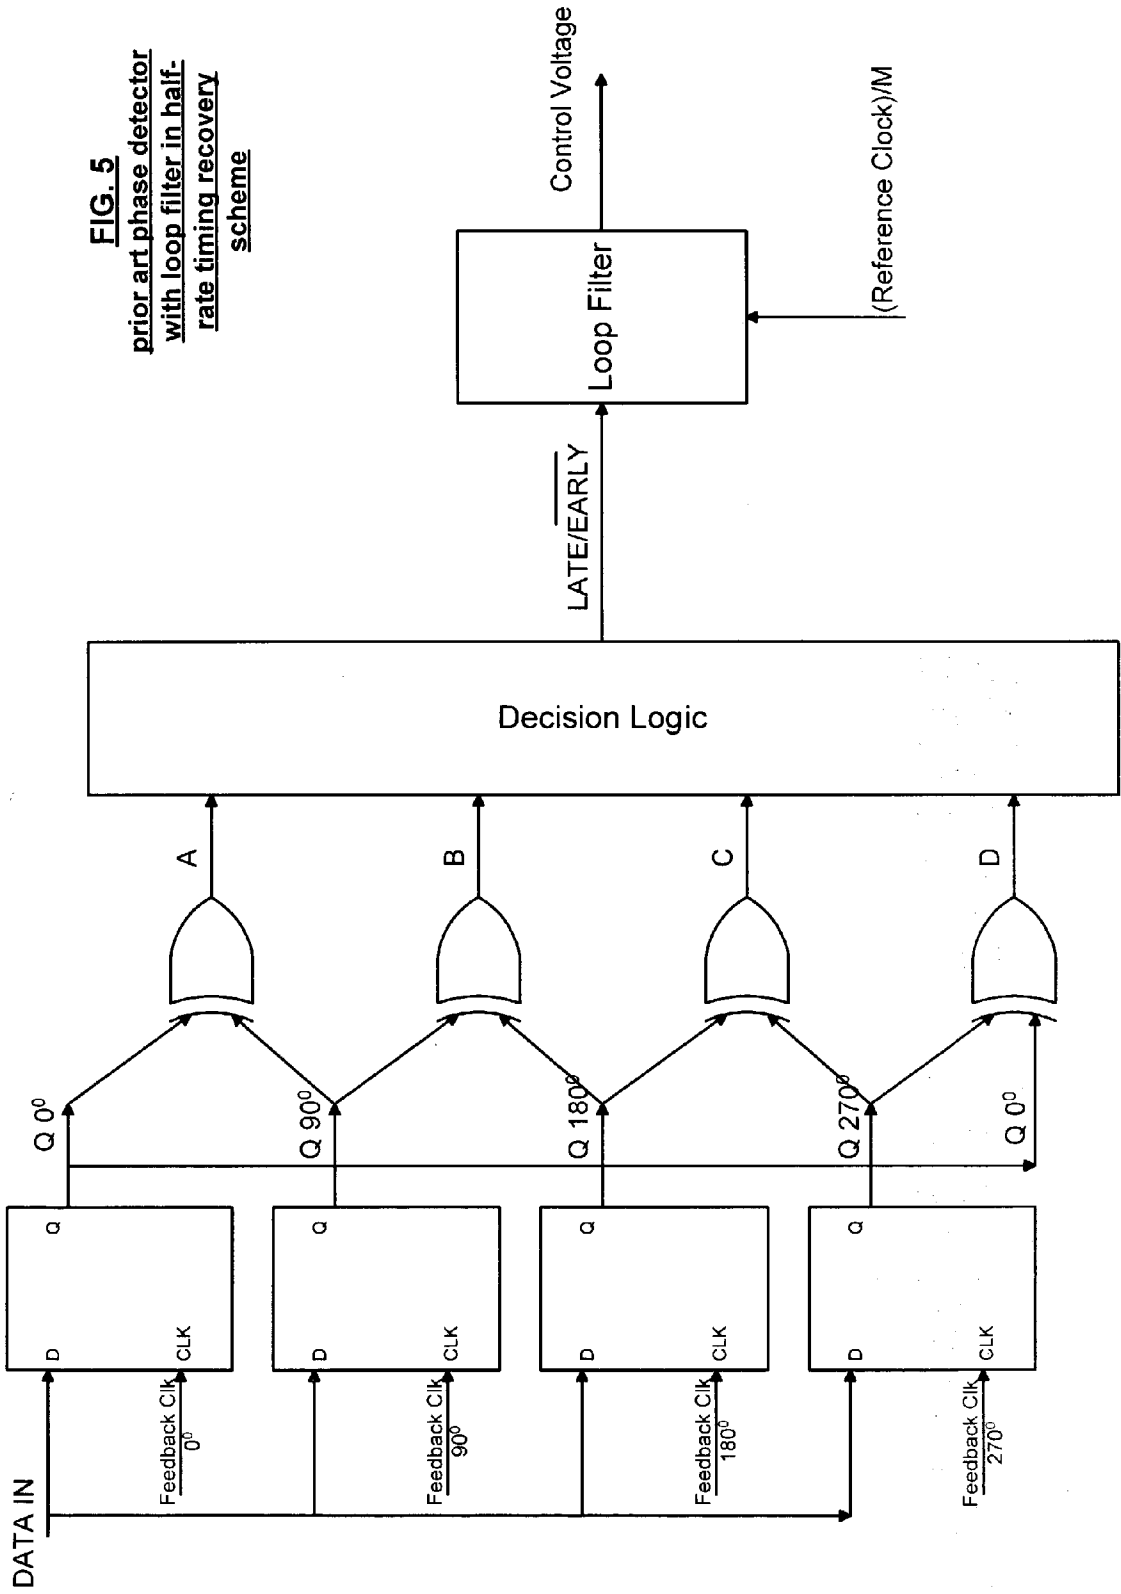 FIG. 5
prior art phase detector
with loop filter in half-
rate timing recovery
scheme
DATA IN
D
Q
CLK
Feedback Clk
0⁰
Q 0⁰
D
Q
CLK
Feedback Clk
90⁰
Q 90⁰
D
Q
CLK
Feedback Clk
180⁰
Q 180⁰
D
Q
CLK
Feedback Clk
270⁰
Q 270⁰
Q 0⁰
A
B
C
D
Decision Logic
LATE/EARLY
Loop Filter
Control Voltage
(Reference Clock)/M